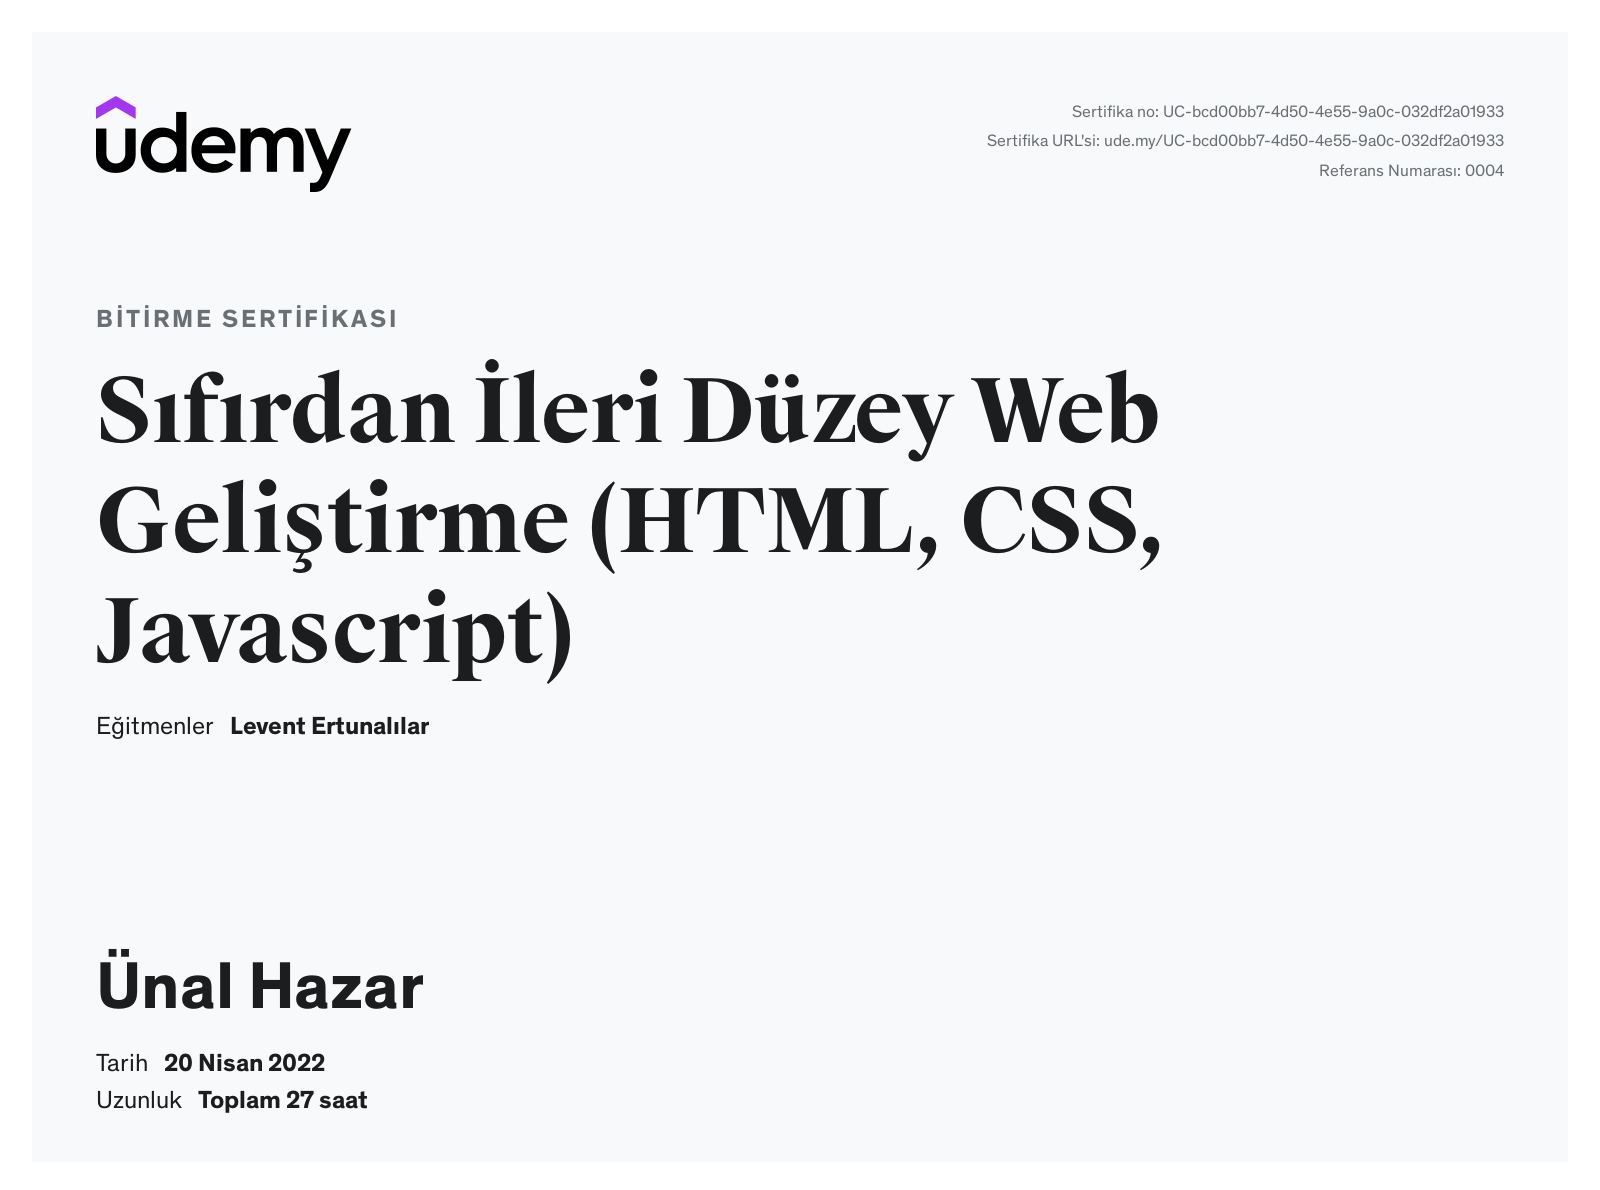 udemy
Sertifika no: UC-bcd00bb7-4d50-4e55-9a0c-032df2a01933
Sertifika URL'si: ude.my/UC-bcd00bb7-4d50-4e55-9a0c-032df2a01933
Referans Numarası: 0004
BİTİRME SERTİFİKASI
Sıfırdan İleri Düzey Web
Geliştirme (HTML, CSS,
Javascript)
Eğitmenler Levent Ertunalılar
Ünal Hazar
Tarih 20 Nisan 2022
Uzunluk Toplam 27 saat